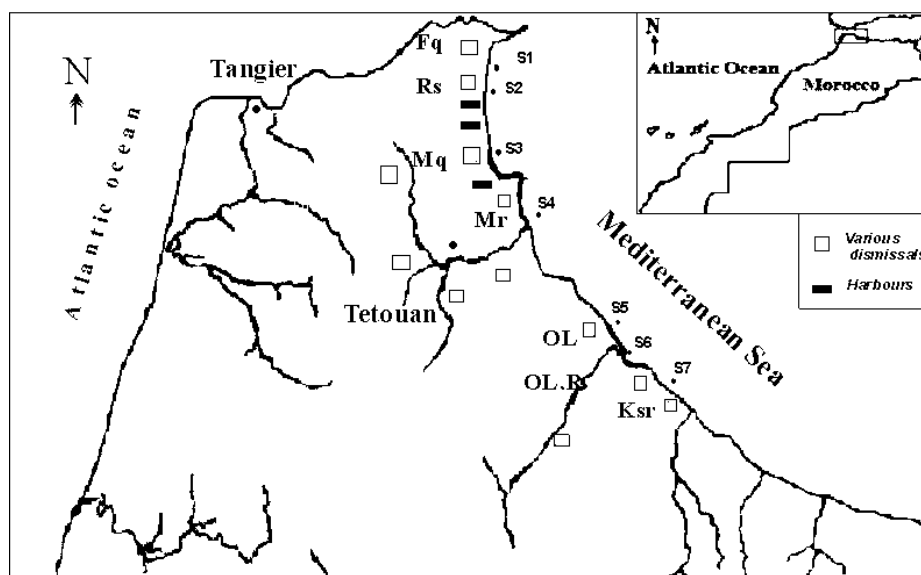 N
Atlantic Ocean
Morocco
Fq
S1
Tangier
N
Rs
S2
Mq
S3
Mr
S4
Atlantic ocean
Mediterranean Sea
Various
dismissals
Harbours
Tetouan
OL
S5
S6
OL.R
S7
Ksr